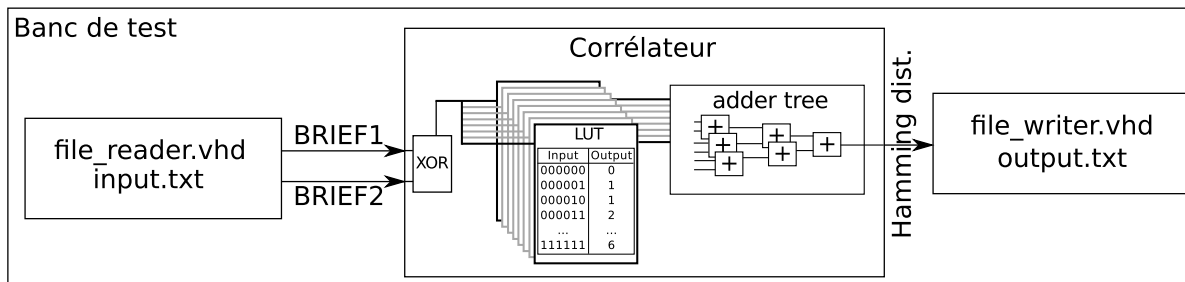 Banc de test
file_reader.vhd
input.txt
BRIEF1
BRIEF2
Corrélateur
XOR
LUT
Input Output
000000 0
000001 1
000010 1
000011 2
... ...
111111 6
adder tree
+
+
+
+
+
+
Hamming dist.
file_writer.vhd
output.txt